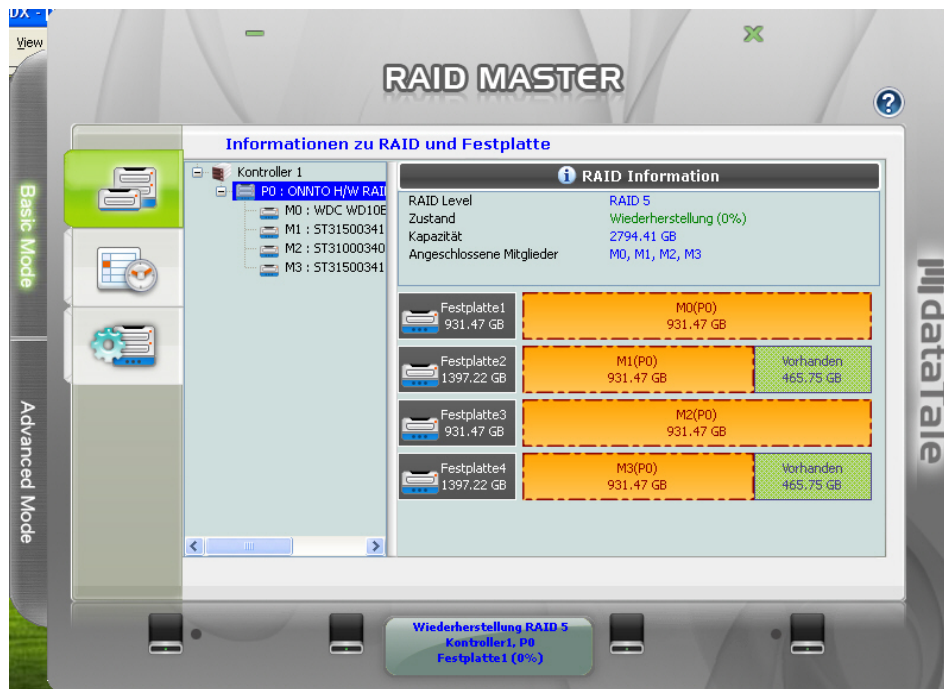 DX - [
View
RAID MASTER
?
Informationen zu RAID und Festplatte
Basic Mode
Advanced Mode
Kontroller 1
P0 : ONNTO H/W RAI
M0 : WDC WD10E
M1 : ST31500341
M2 : ST31000340
M3 : ST31500341
i RAID Information
RAID Level RAID 5
Zustand Wiederherstellung (0%)
Kapazität 2794.41 GB
Angeschlossene Mitglieder M0, M1, M2, M3
Festplatte1
931.47 GB
M0(P0)
931.47 GB
Festplatte2
1397.22 GB
M1(P0)
931.47 GB
Vorhanden
465.75 GB
Festplatte3
931.47 GB
M2(P0)
931.47 GB
Festplatte4
1397.22 GB
M3(P0)
931.47 GB
Vorhanden
465.75 GB
dataTale
Wiederherstellung RAID 5
Kontroller1, P0
Festplatte1 (0%)